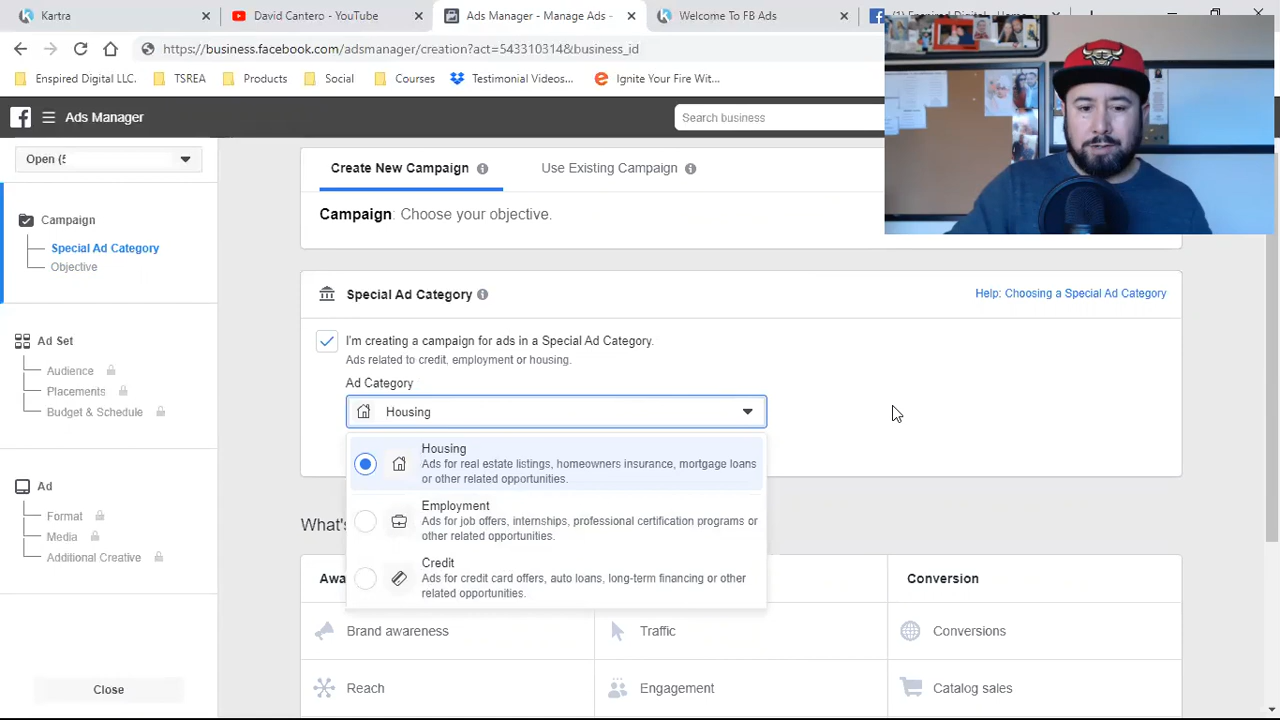 Kartra
David Cantero - YouTube
Ads Manager - Manage Ads -
Welcome To FB Ads
https://business.facebook.com/adsmanager/creation?act=543310314&business_id
Enspired Digital LLC.
TSREA
Products
Courses
Testimonial Videos...
Ignite Your Fire Wit...
Ads Manager
Search business
Open (5
Create New Campaign
Use Existing Campaign
Campaign: Choose your objective.
Campaign
Special Ad Category
Objective
Ad Set
Audience
Placements
Budget & Schedule
Ad
Format
Media
Additional Creative
Close
Special Ad Category
Help: Choosing a Special Ad Category
I'm creating a campaign for ads in a Special Ad Category.
Ads related to credit, employment or housing.
Ad Category
Housing
Housing
Ads for real estate listings, homeowners insurance, mortgage loans
or other related opportunities.
Employment
Ads for job offers, internships, professional certification programs or
other related opportunities.
Credit
Ads for credit card offers, auto loans, long-term financing or other
related opportunities.
What's
Conversion
Brand awareness
Traffic
Conversions
Reach
Engagement
Catalog sales